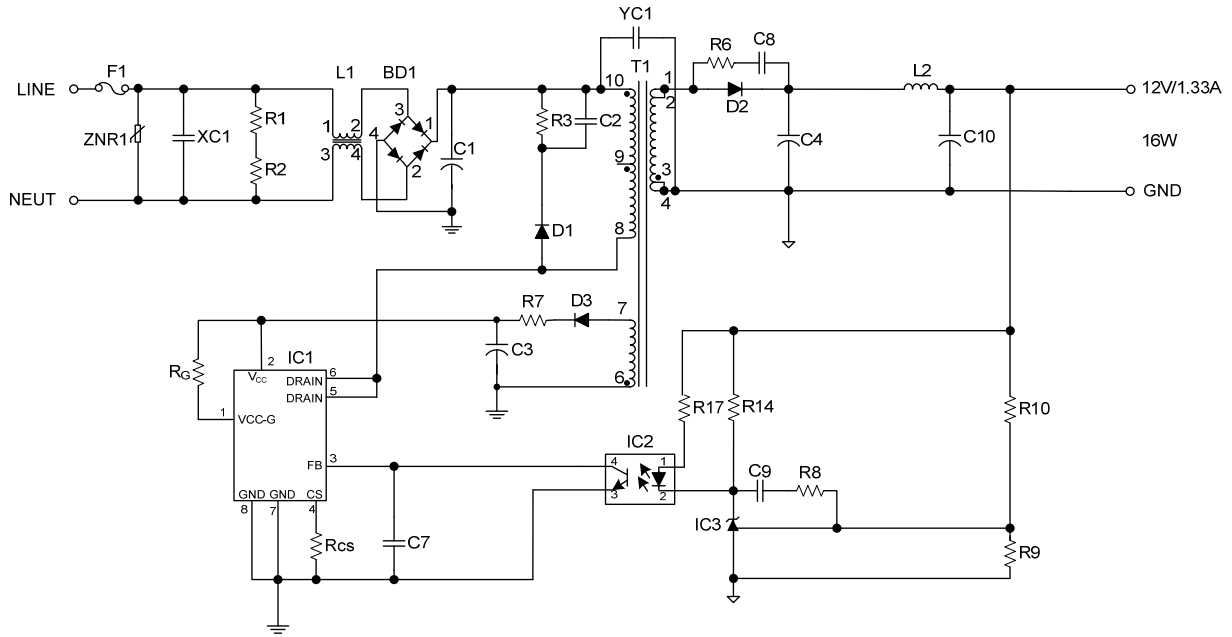 YC1
R6
C8
LINE
F1
L1
BD1
T1
10
1
2
L2
12V/1.33A
D2
ZNR1
XC1
R1
R2
1
2
3
4
3
4
1
2
C1
R3
C2
9
C4
C10
16W
3
4
NEUT
GND
D1
8
R7
D3
7
C3
6
RG
IC1
2
VCC
DRAIN
6
DRAIN
5
1
VCC-G
FB
3
GND
GND
CS
8
7
4
Rcs
C7
IC2
4
1
3
2
R17
R14
R10
C9
R8
IC3
R9